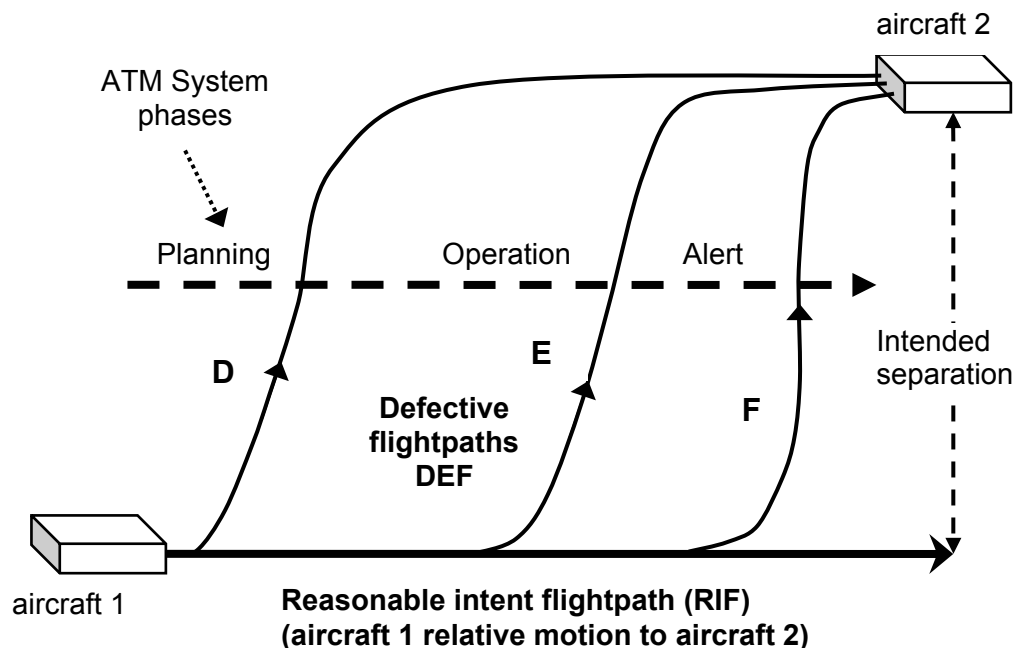 aircraft 2
ATM System
phases
Planning
Operation
Alert
D
E
F
Intended
separation
Defective
flightpaths
DEF
aircraft 1
Reasonable intent flightpath (RIF)
(aircraft 1 relative motion to aircraft 2)